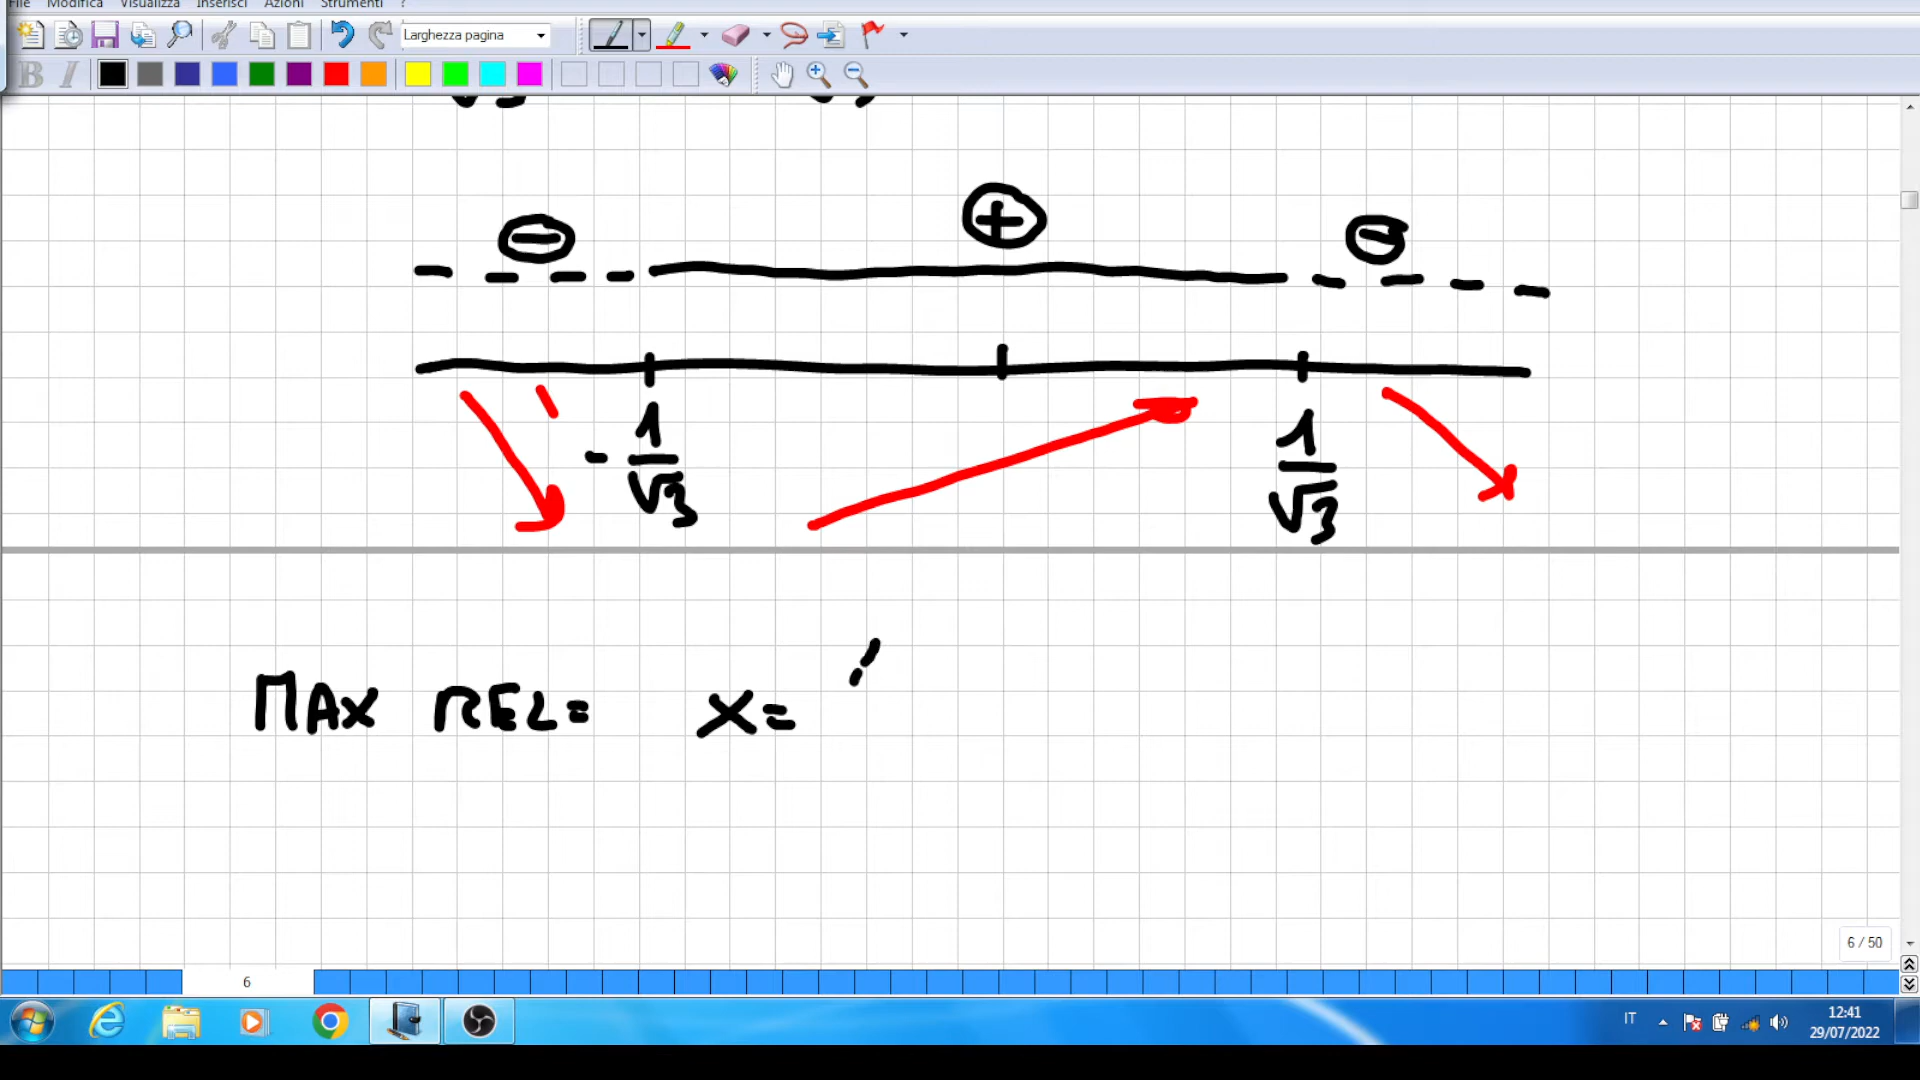 File Modifica Visualizza Inserisci Azioni Strumenti ?
Larghezza pagina
B I
⊖ ⊕ ⊖
- 1/√3 1/√3
MAX REL= x=
6 / 50
6
IT
12:41
29/07/2022